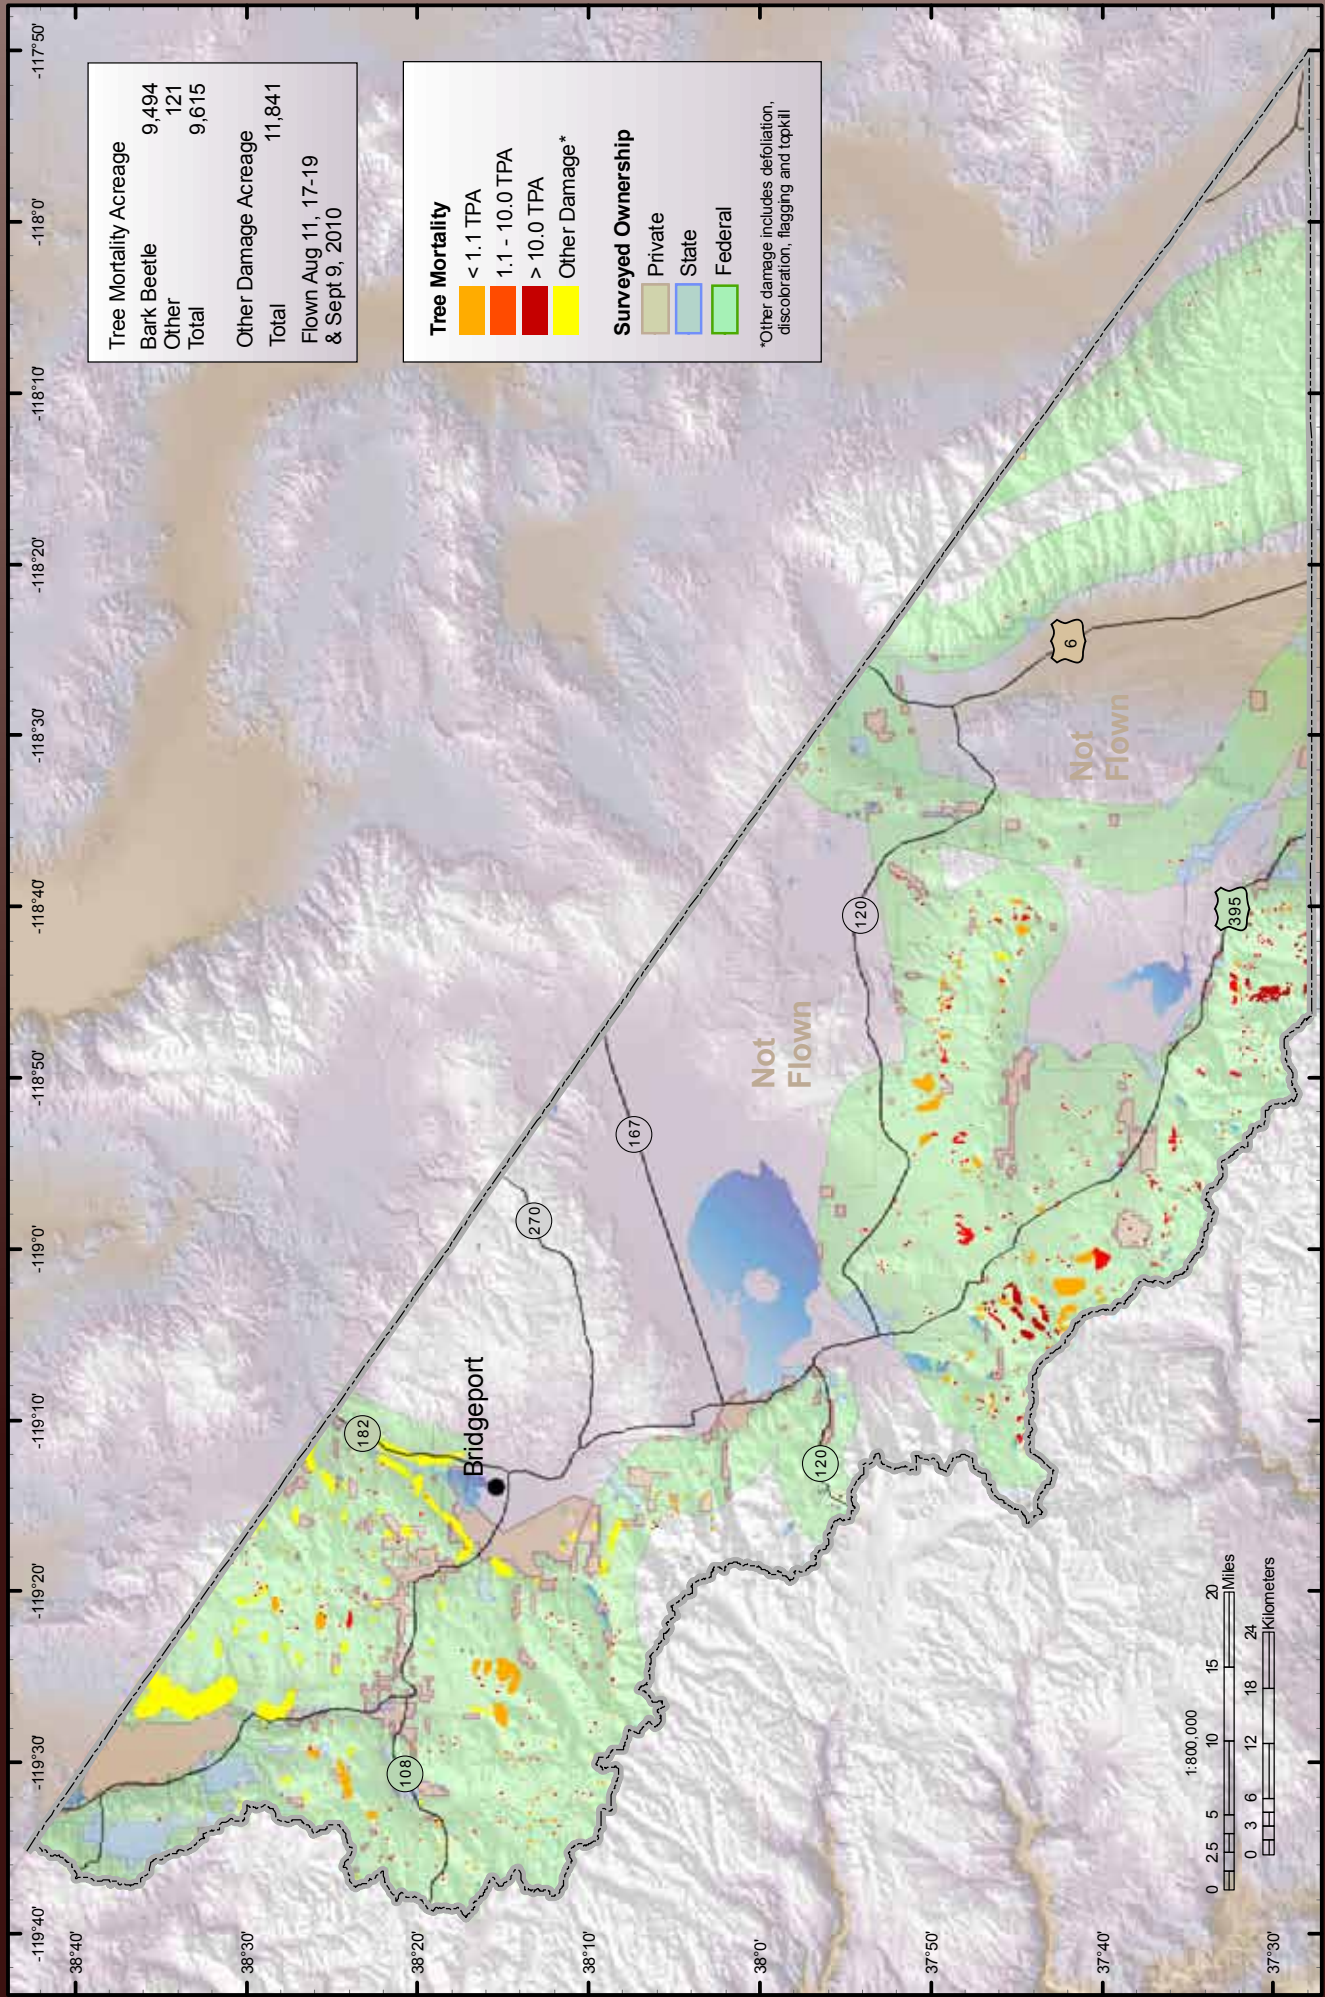 Tree Mortality Acreage
Bark Beetle 9,494
Other 121
Total 9,615
Other Damage Acreage
Total 11,841
Flown Aug 11, 17-19
& Sept 9, 2010
Tree Mortality
< 1.1 TPA
1.1 - 10.0 TPA
> 10.0 TPA
Other Damage*
Surveyed Ownership
Private
State
Federal
*Other damage includes defoliation,
discoloration, flagging and topkill
-119°40'
-119°30'
-119°20'
-119°10'
-119°0'
-118°50'
-118°40'
-118°30'
-118°20'
-118°10'
-118°0'
-117°50'
38°40'
38°30'
38°20'
38°10'
38°0'
37°50'
37°40'
37°30'
182
Bridgeport
108
270
167
120
120
Not
Flown
Not
Flown
6
395
1:800,000
0 2.5 5 10 15 20
Miles
0 3 6 12 18 24
Kilometers